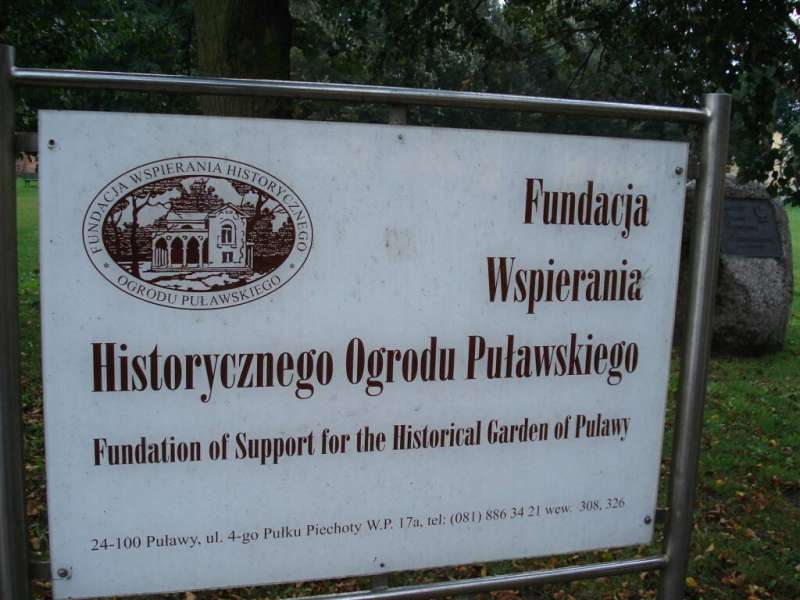 FUNDACJA WSPIERANIA HISTORYCZNEGO
OGRODU PUŁAWSKIEGO
Fundacja
Wspierania
Historycznego Ogrodu Puławskiego
Fundation of Support for the Historical Garden of Pulawy
24-100 Puławy, ul. 4-go Pułku Piechoty W.P. 17a, tel: (081) 886 34 21 wew. 308, 326